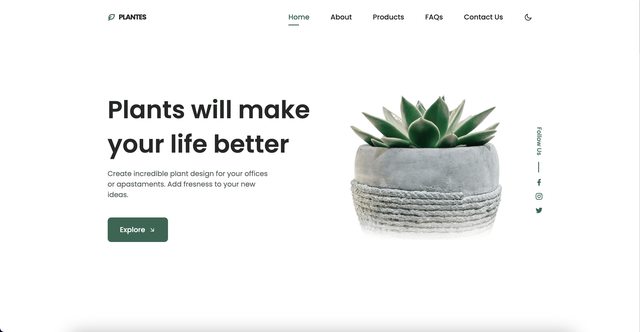 PLANTES
Home About Products FAQs Contact Us
Plants will make
your life better
Create incredible plant design for your offices
or apastaments. Add fresness to your new
ideas.
Explore
Follow Us